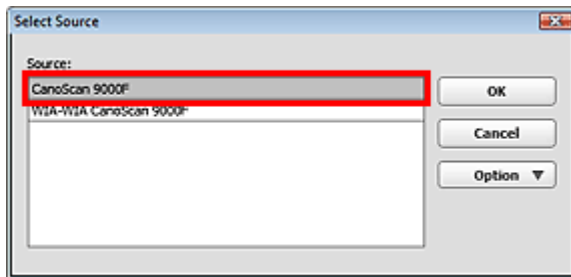 Select Source
Source:
CanoScan 9000F
WIA-WIA CanoScan 9000F
OK
Cancel
Option